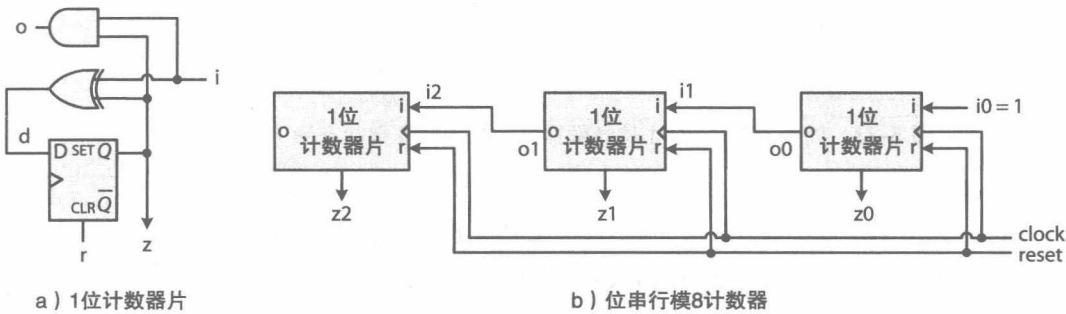 o
i
d
D SET Q
CLR Q̅
r
z
a）1位计数器片
i2
i1
i0 = 1
o
1位
计数器片
i
r
o1
o
1位
计数器片
i
r
o0
o
1位
计数器片
i
r
z2
z1
z0
clock
reset
b）位串行模8计数器